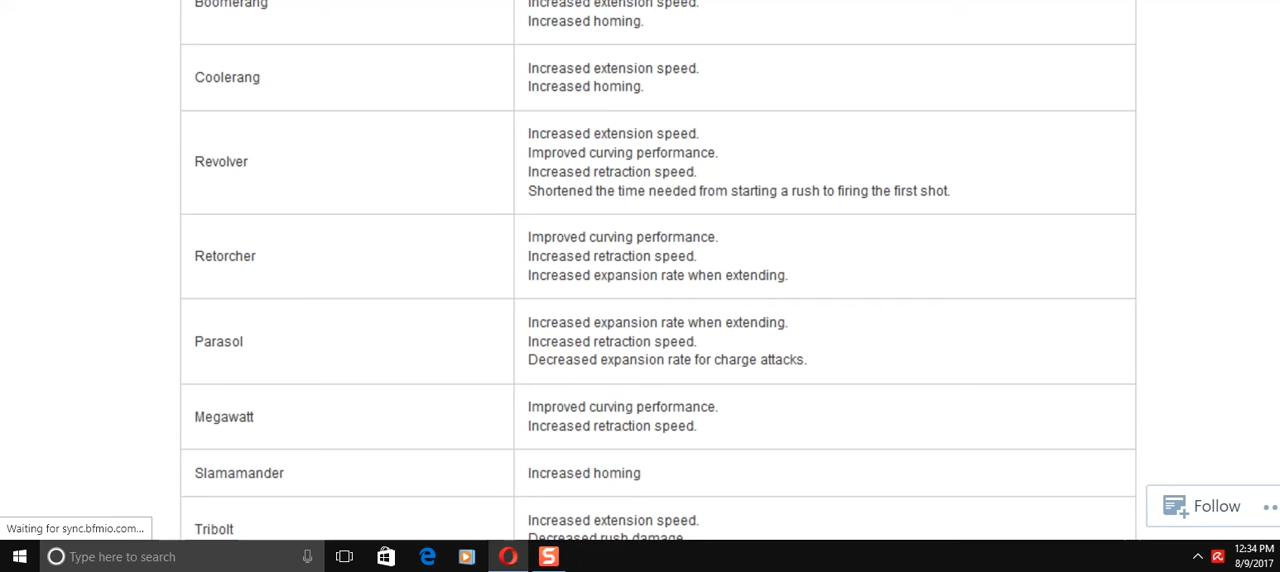 Boomerang
Increased extension speed.
Increased homing.
Coolerang
Increased extension speed.
Increased homing.
Revolver
Increased extension speed.
Improved curving performance.
Increased retraction speed.
Shortened the time needed from starting a rush to firing the first shot.
Retorcher
Improved curving performance.
Increased retraction speed.
Increased expansion rate when extending.
Parasol
Increased expansion rate when extending.
Increased retraction speed.
Decreased expansion rate for charge attacks.
Megawatt
Improved curving performance.
Increased retraction speed.
Slamamander
Increased homing
Tribolt
Increased extension speed.
Decreased rush damage
Follow
Waiting for sync.bfmio.com...
Type here to search
12:34 PM
8/9/2017